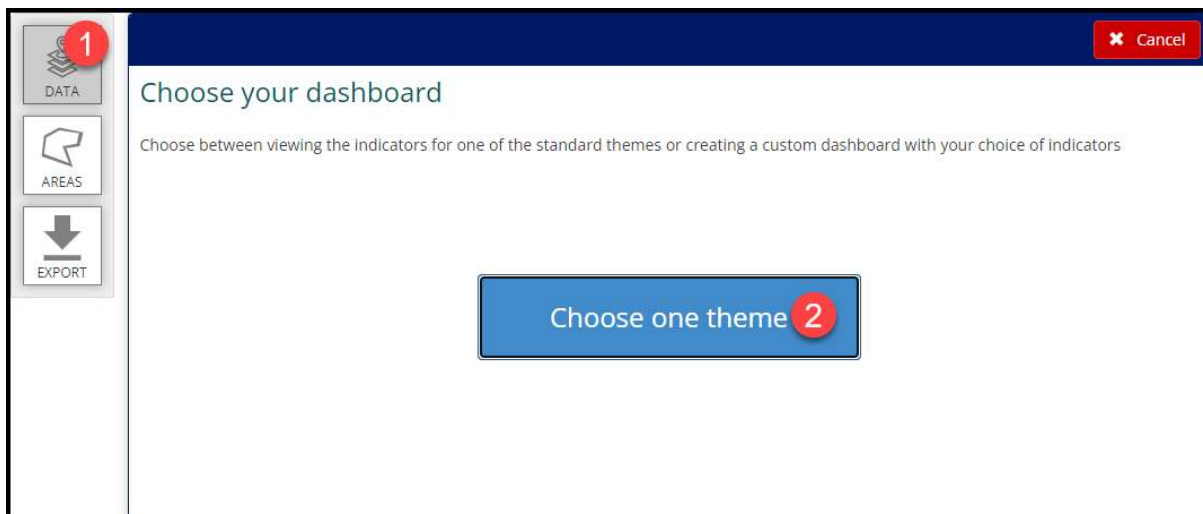 1
DATA
AREAS
EXPORT
✖ Cancel
Choose your dashboard
Choose between viewing the indicators for one of the standard themes or creating a custom dashboard with your choice of indicators
Choose one theme 2